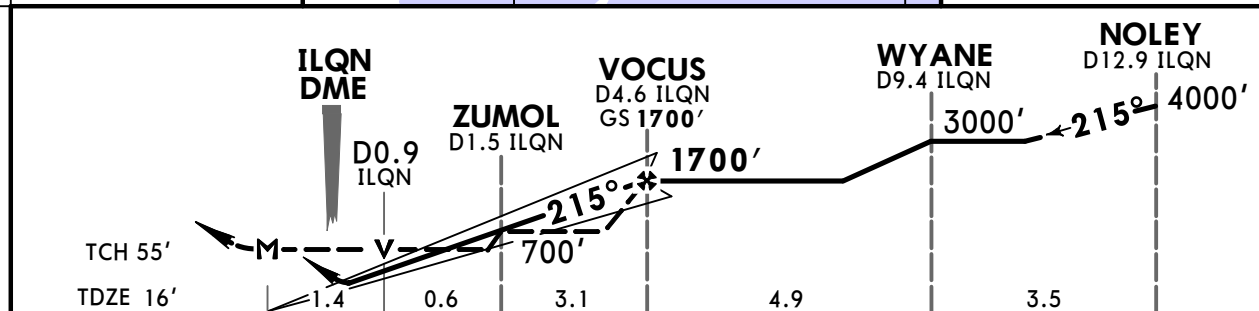 NOLEY
D12.9 ILQN
4000'
215°
WYANE
D9.4 ILQN
3000'
VOCUS
D4.6 ILQN
GS 1700'
1700'
215°
ILQN
DME
ZUMOL
D1.5 ILQN
D0.9
ILQN
700'
M
V
TCH 55'
TDZE 16'
1.4
0.6
3.1
4.9
3.5